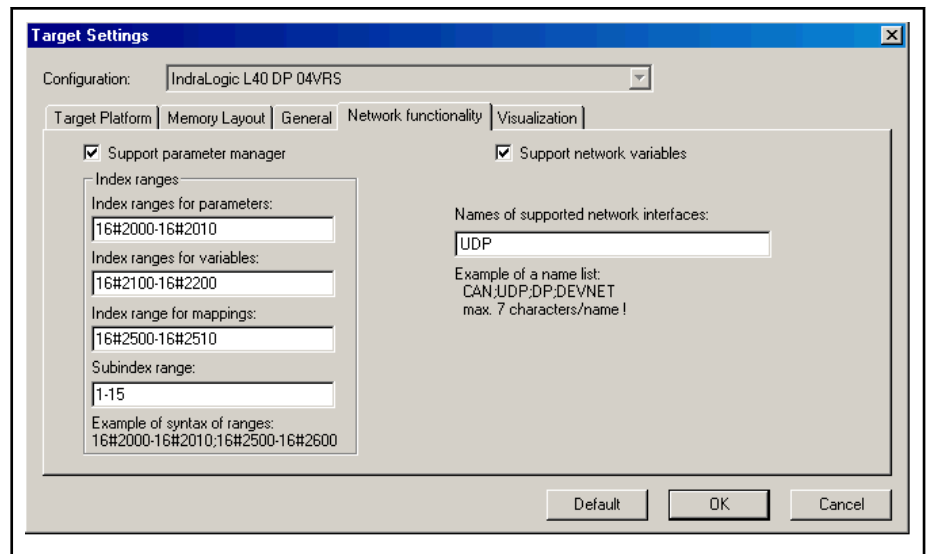 Target Settings
Configuration: IndraLogic L40 DP 04VRS
Target Platform Memory Layout General Network functionality Visualization
Support parameter manager
Index ranges
Index ranges for parameters:
16#2000-16#2010
Index ranges for variables:
16#2100-16#2200
Index range for mappings:
16#2500-16#2510
Subindex range:
1-15
Example of syntax of ranges:
16#2000-16#2010;16#2500-16#2600
Support network variables
Names of supported network interfaces:
UDP
Example of a name list:
CAN;UDP;DP;DEVNET
max. 7 characters/name !
Default OK Cancel